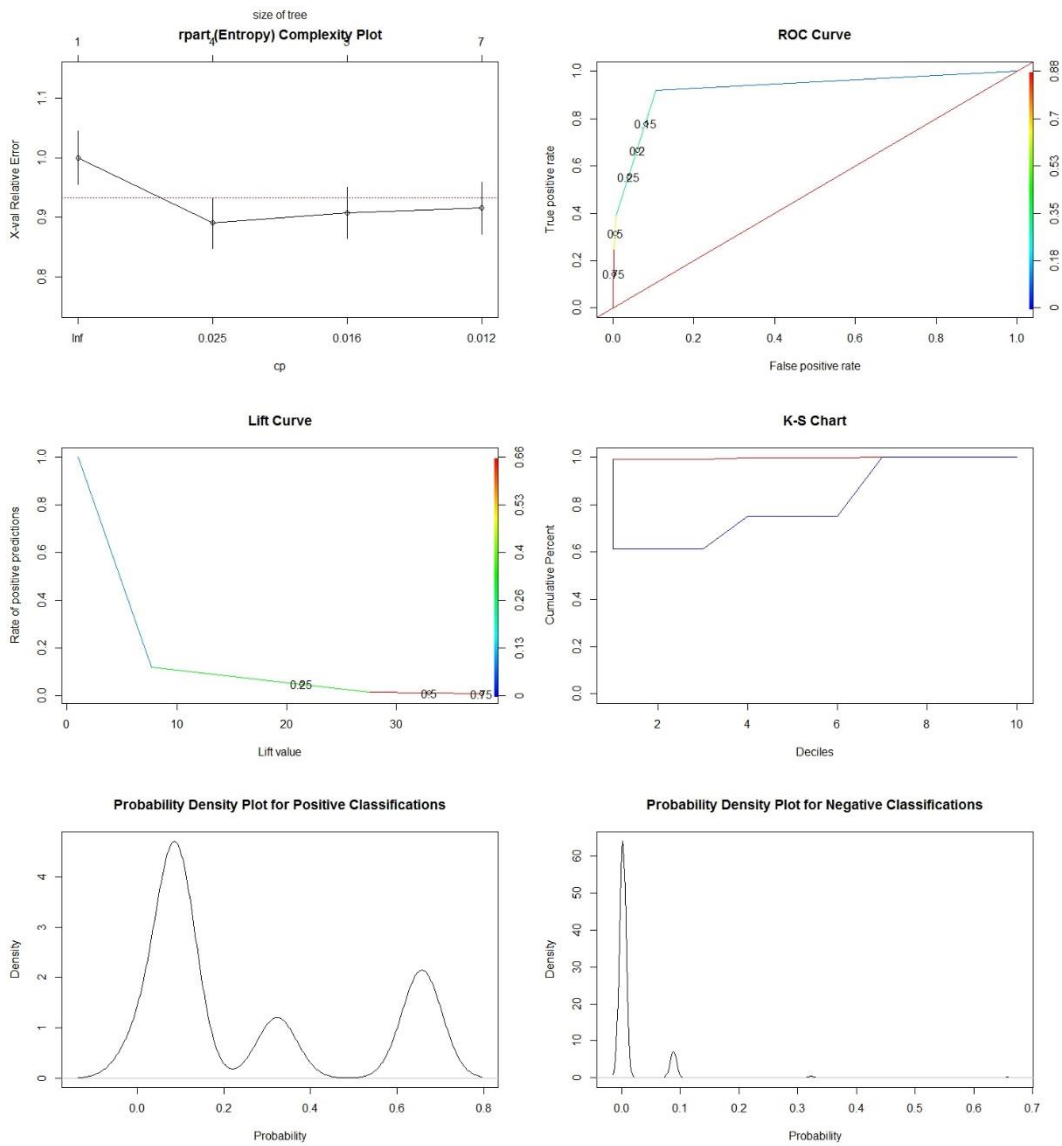 size of tree
rpart (Entropy) Complexity Plot
1 4 5 7
X-val Relative Error
1.1
1.0
0.9
0.8
Inf 0.025 0.016 0.012
cp
ROC Curve
True positive rate
1.0
0.8
0.6
0.4
0.2
0.0
0.15
0.2
0.25
0.5
0.75
0.88
0.7
0.53
0.35
0.18
0
0.0 0.2 0.4 0.6 0.8 1.0
False positive rate
Lift Curve
Rate of positive predictions
1.0
0.8
0.6
0.4
0.2
0.0
0.25 0.5 0.75
0.66
0.53
0.4
0.26
0.13
0
0 10 20 30
Lift value
K-S Chart
Cumulative Percent
1.0
0.8
0.6
0.4
0.2
0.0
2 4 6 8 10
Deciles
Probability Density Plot for Positive Classifications
Density
4
3
2
1
0
0.0 0.2 0.4 0.6 0.8
Probability
Probability Density Plot for Negative Classifications
Density
60
50
40
30
20
10
0
0.0 0.1 0.2 0.3 0.4 0.5 0.6 0.7
Probability